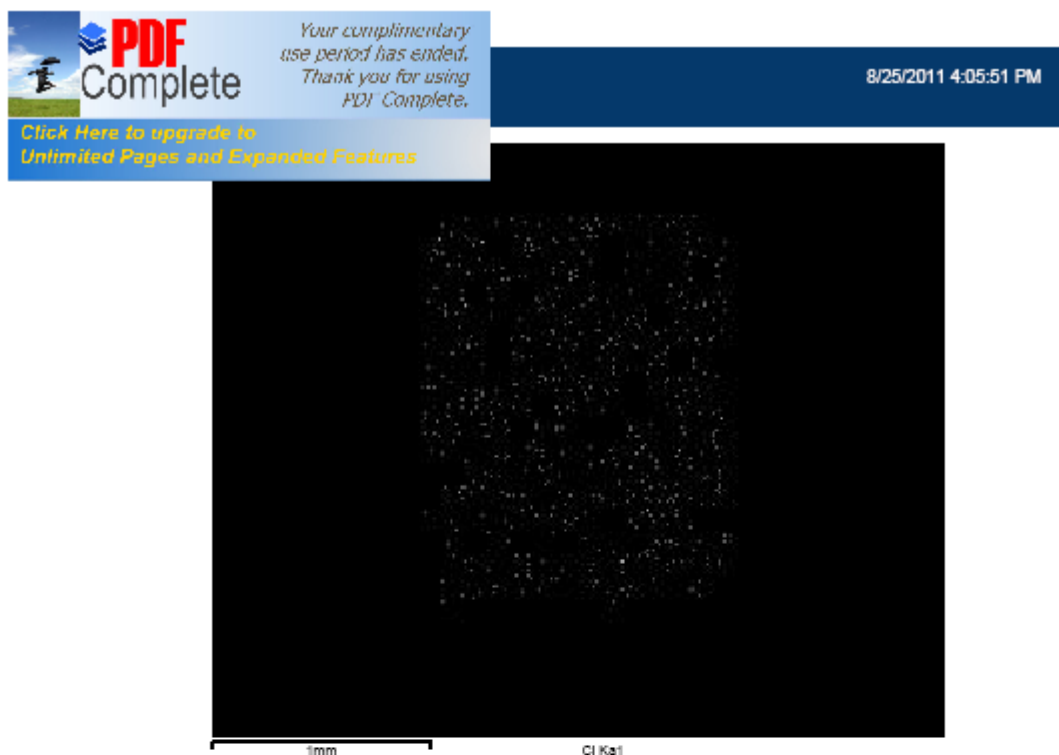 PDF
Complete
Your complimentary
use period has ended.
Thank you for using
PDF Complete.
Click Here to upgrade to
Unlimited Pages and Expanded Features
8/25/2011 4:05:51 PM
1mm
Cl Ka1